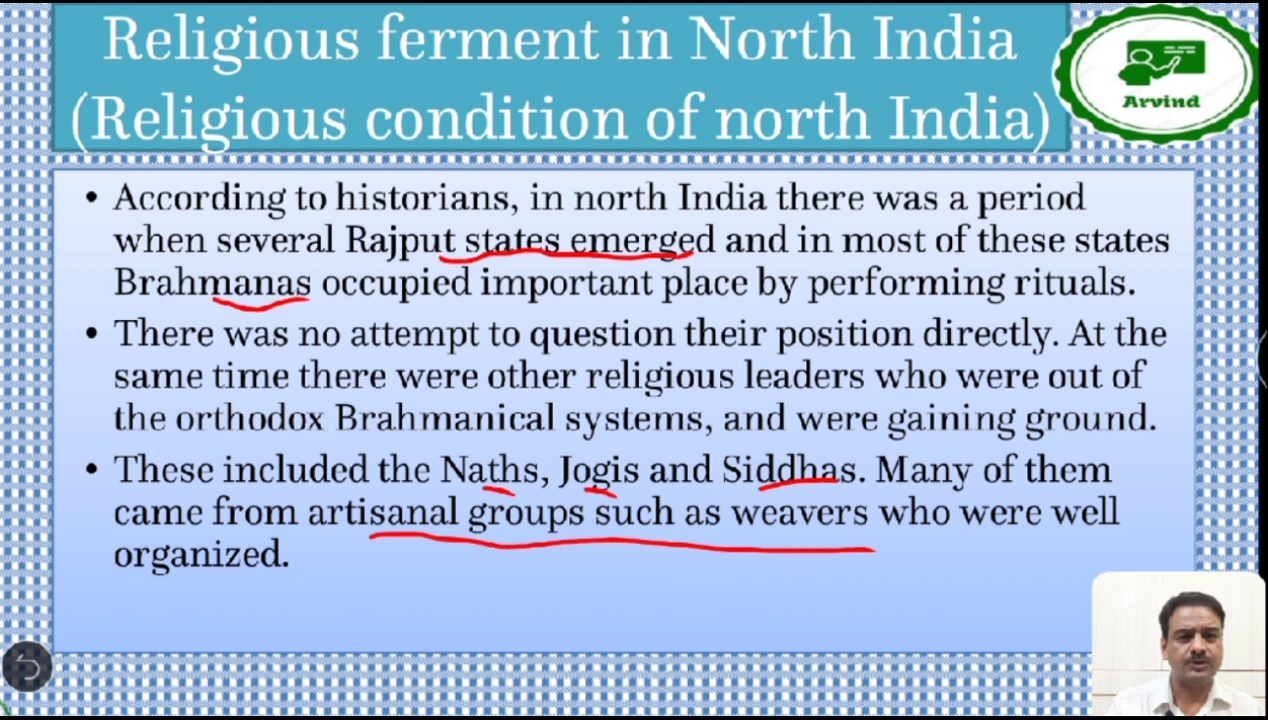 Religious ferment in North India
(Religious condition of north India)
Arvind
• According to historians, in north India there was a period
when several Rajput states emerged and in most of these states
Brahmanas occupied important place by performing rituals.
• There was no attempt to question their position directly. At the
same time there were other religious leaders who were out of
the orthodox Brahmanical systems, and were gaining ground.
• These included the Naths, Jogis and Siddhas. Many of them
came from artisanal groups such as weavers who were well
organized.